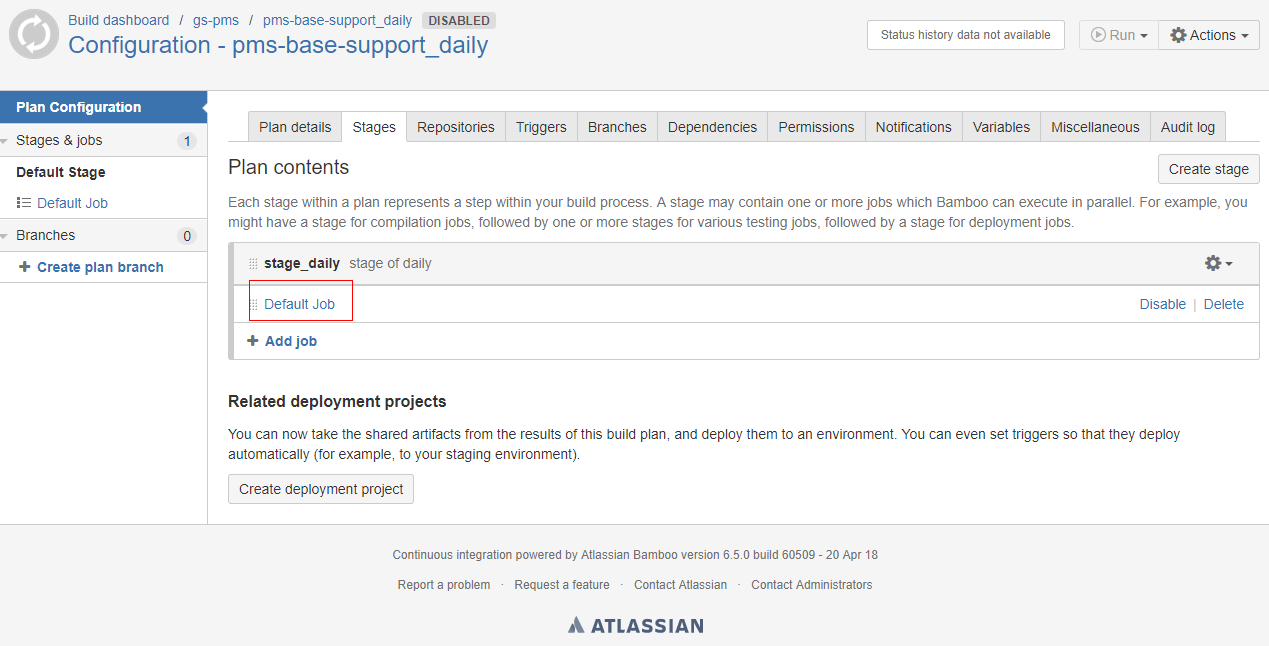 Build dashboard / gs-pms / pms-base-support_daily DISABLED
Configuration - pms-base-support_daily
Status history data not available
Run
Actions
Plan Configuration
Stages & jobs 1
Default Stage
Default Job
Branches 0
Create plan branch
Plan details Stages Repositories Triggers Branches Dependencies Permissions Notifications Variables Miscellaneous Audit log
Plan contents
Create stage
Each stage within a plan represents a step within your build process. A stage may contain one or more jobs which Bamboo can execute in parallel. For example, you
might have a stage for compilation jobs, followed by one or more stages for various testing jobs, followed by a stage for deployment jobs.
stage_daily stage of daily
Default Job
Disable | Delete
Add job
Related deployment projects
You can now take the shared artifacts from the results of this build plan, and deploy them to an environment. You can even set triggers so that they deploy
automatically (for example, to your staging environment).
Create deployment project
Continuous integration powered by Atlassian Bamboo version 6.5.0 build 60509 - 20 Apr 18
Report a problem · Request a feature · Contact Atlassian · Contact Administrators
ATLASSIAN